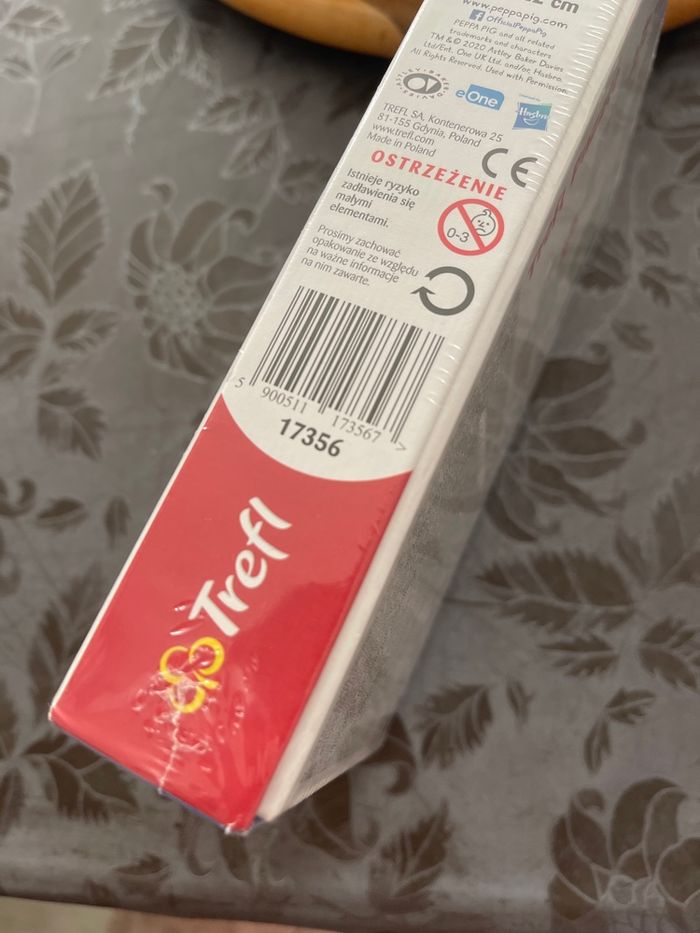 cm
www.peppapig.com
OfficialPeppaPig
PEPPA PIG and all related
trademarks and characters
TM & © 2020 Astley Baker Davies
Ltd/Ent. One UK Ltd. and/or Hasbro.
All Rights Reserved. Used with Permission.
eOne
Hasbro
TREFL SA, Kontenerowa 25
81-155 Gdynia, Poland
www.trefl.com
Made in Poland
CE
OSTRZEŻENIE
Istnieje ryzyko
zadławienia się
małymi
elementami.
0-3
Prosimy zachować
opakowanie ze względu
na ważne informacje
na nim zawarte.
5 900511 173567
17356
Trefl